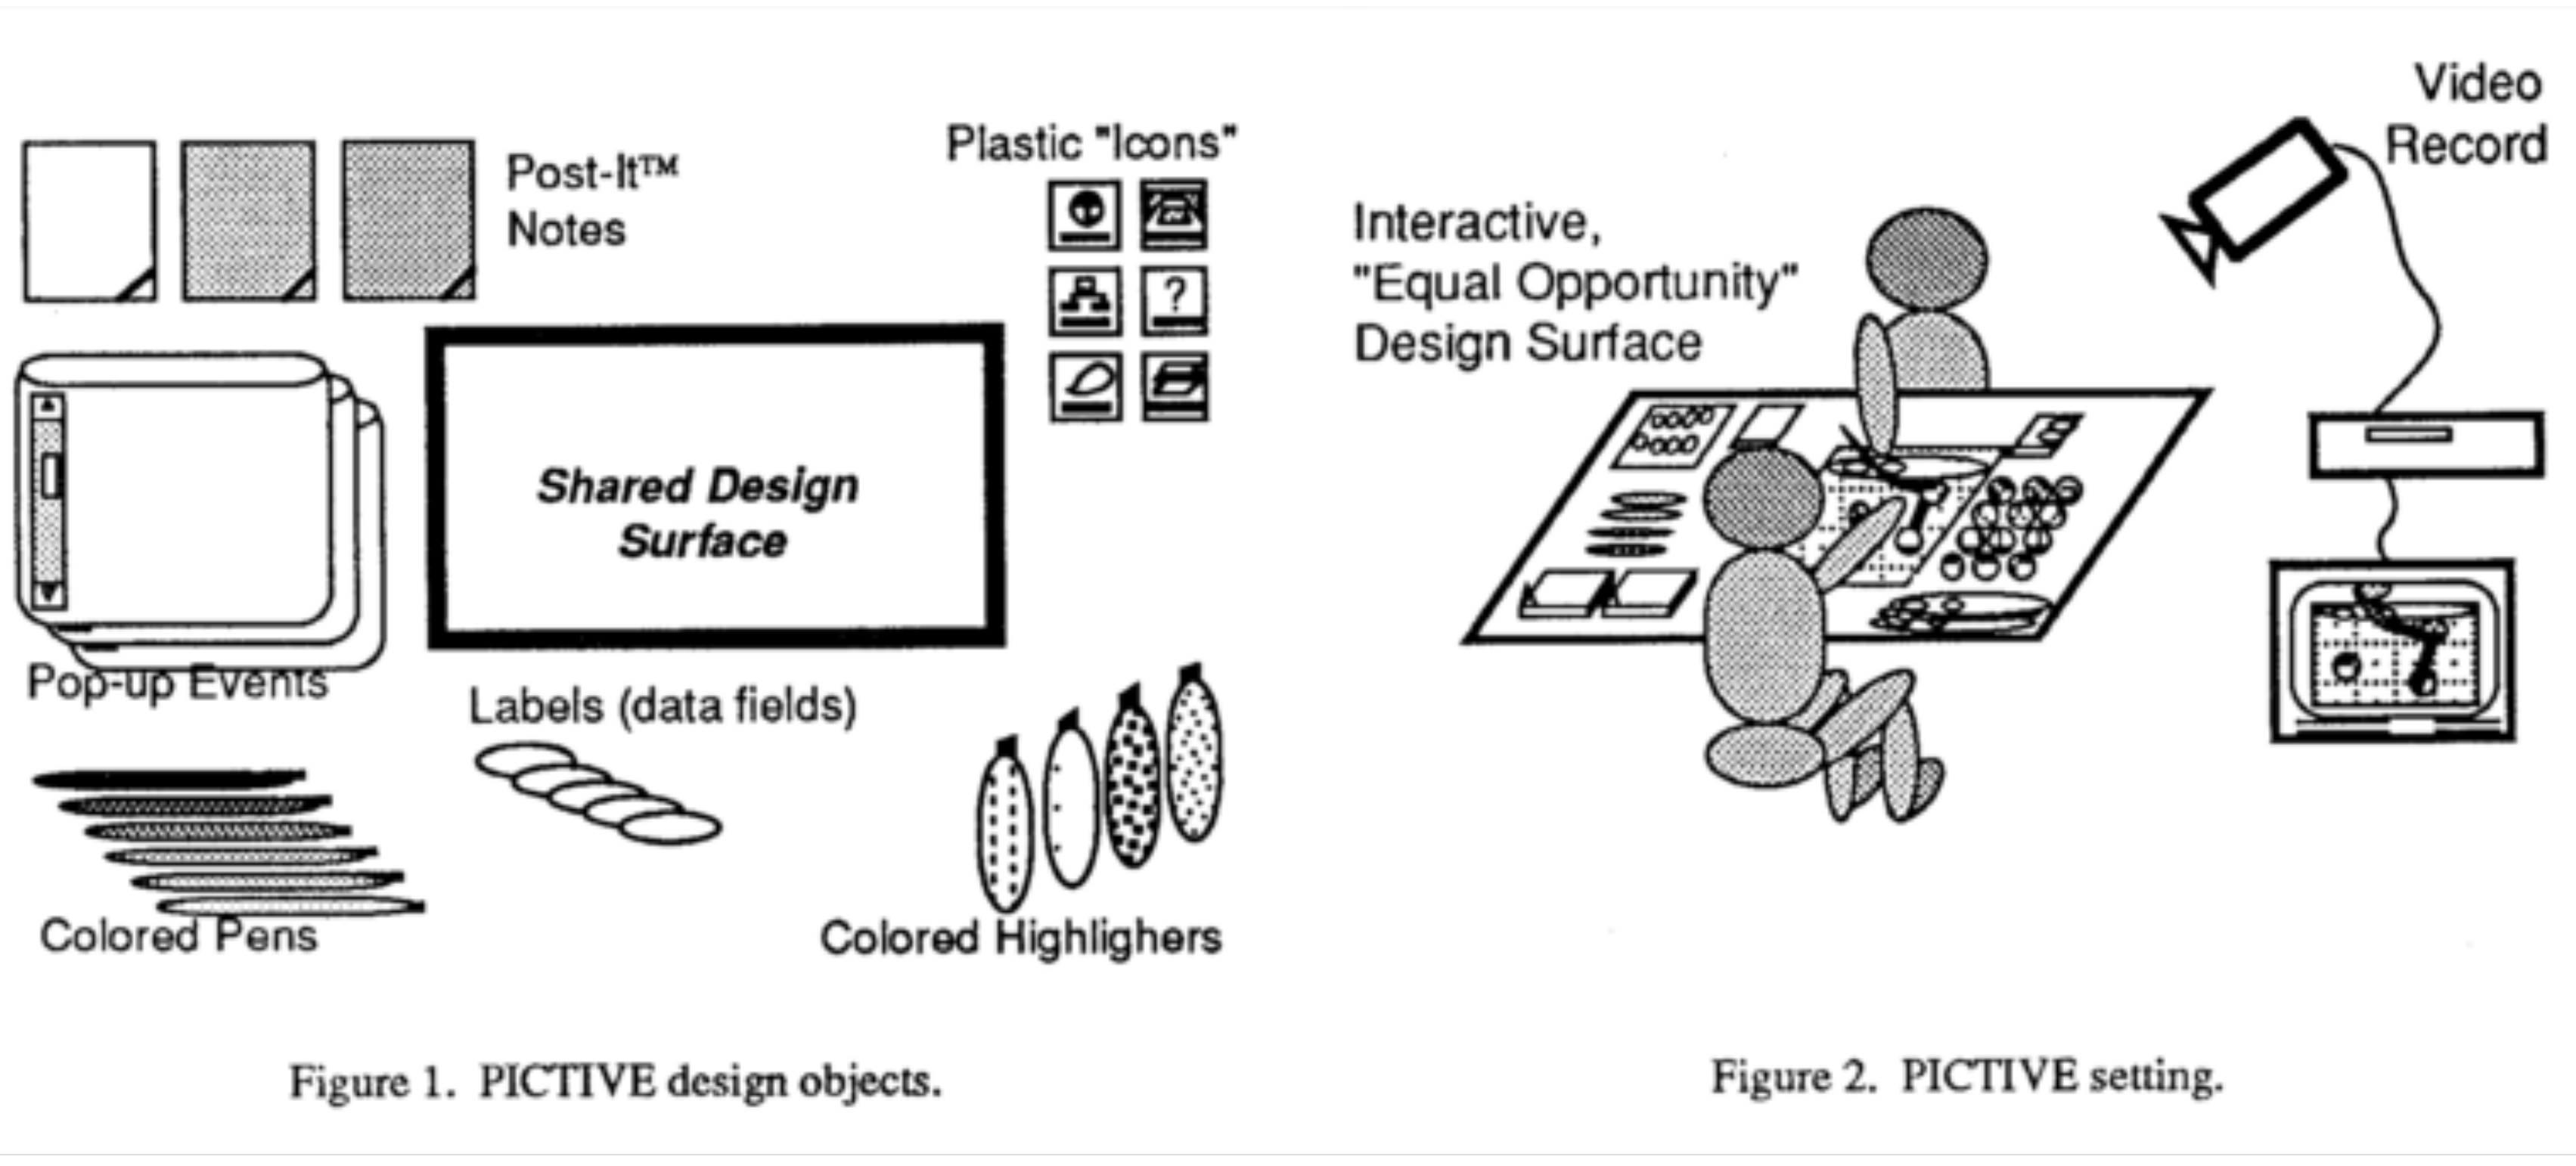 Post-It™
Notes
Plastic "Icons"
?
Shared Design
Surface
Pop-up Events
Labels (data fields)
Colored Pens
Colored Highlighers
Figure 1. PICTIVE design objects.
Video
Record
Interactive,
"Equal Opportunity"
Design Surface
Figure 2. PICTIVE setting.